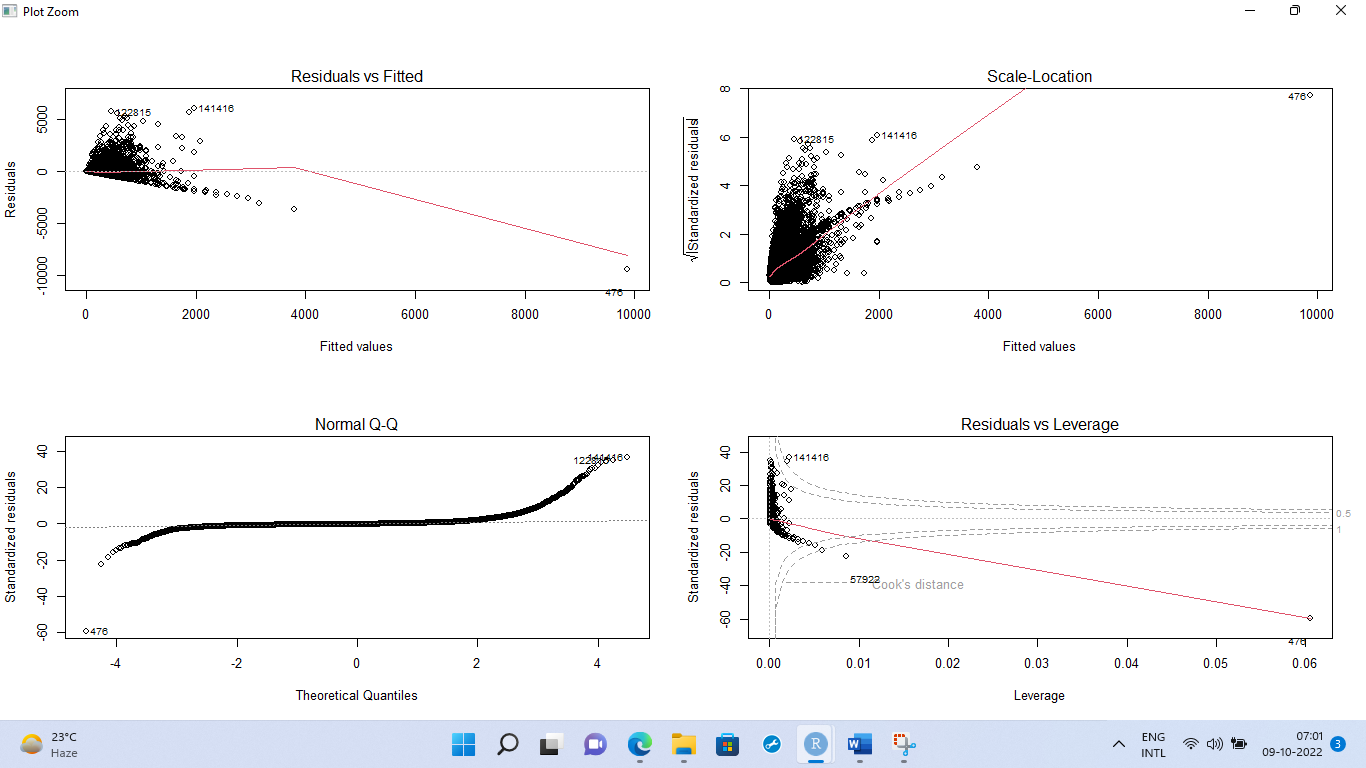 Plot Zoom
Residuals vs Fitted
Residuals
5000
0
-5000
-10000
122815
141416
476
0 2000 4000 6000 8000 10000
Fitted values
Scale-Location
√|Standardized residuals|
8
6
4
2
0
122815
141416
476
0 2000 4000 6000 8000 10000
Fitted values
Normal Q-Q
Standardized residuals
40
20
0
-20
-40
-60
122815
141416
476
-4 -2 0 2 4
Theoretical Quantiles
Residuals vs Leverage
Standardized residuals
40
20
0
-20
-40
-60
141416
57922
Cook's distance
476
0.5
1
0.00 0.01 0.02 0.03 0.04 0.05 0.06
Leverage
23°C
Haze
R
W
ENG
INTL
07:01
09-10-2022
3